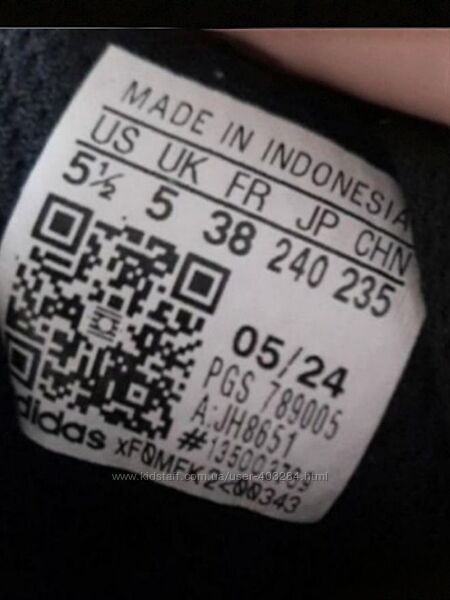 MADE IN INDONESIA
US UK FR JP CHN
5½ 5 38 240 235
05/24
PGS 789005
A:JH8651
adidas
www.kidstaff.com.ua/user-403284.html